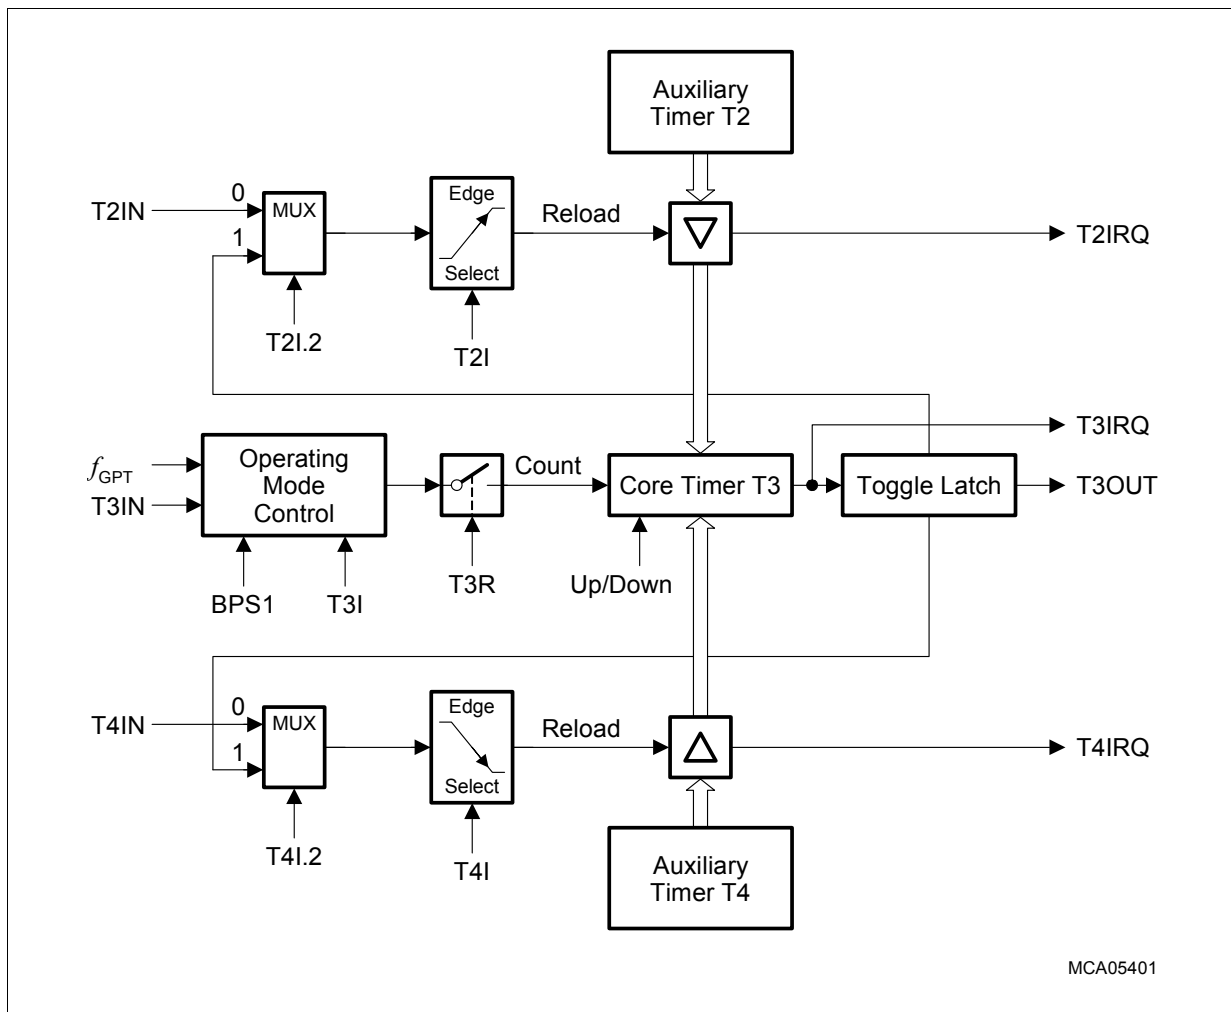 Auxiliary
Timer T2
T2IN
0
1
MUX
T2I.2
Edge
Select
T2I
Reload
T2IRQ
fGPT
T3IN
Operating
Mode
Control
BPS1
T3I
T3R
Count
Core Timer T3
Up/Down
Toggle Latch
T3IRQ
T3OUT
T4IN
0
1
MUX
T4I.2
Edge
Select
T4I
Reload
T4IRQ
Auxiliary
Timer T4
MCA05401